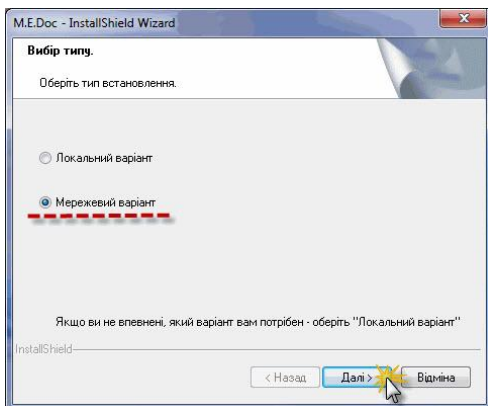 M.E.Doc - InstallShield Wizard
Вибір типу.
Оберіть тип встановлення.
Локальний варіант
Мережевий варіант
Якщо ви не впевнені, який варіант вам потрібен - оберіть "Локальний варіант"
InstallShield
< Назад Далі > Відміна